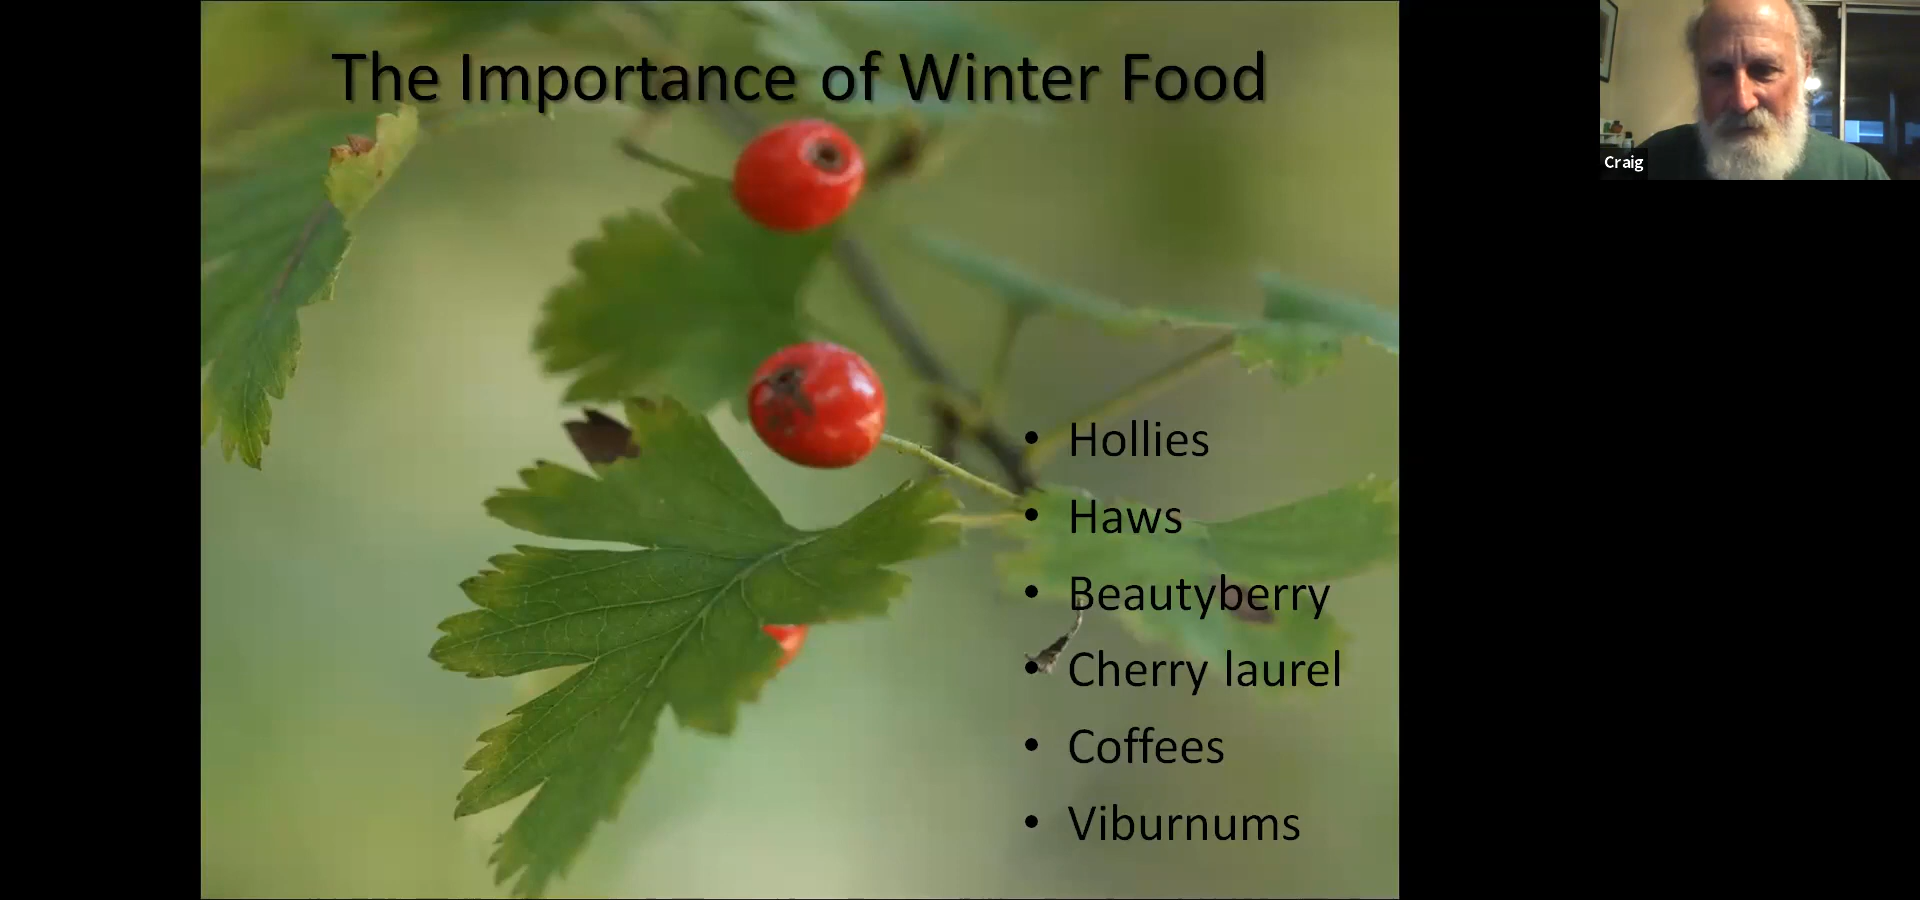 The Importance of Winter Food
Craig
• Hollies
• Haws
• Beautyberry
• Cherry laurel
• Coffees
• Viburnums